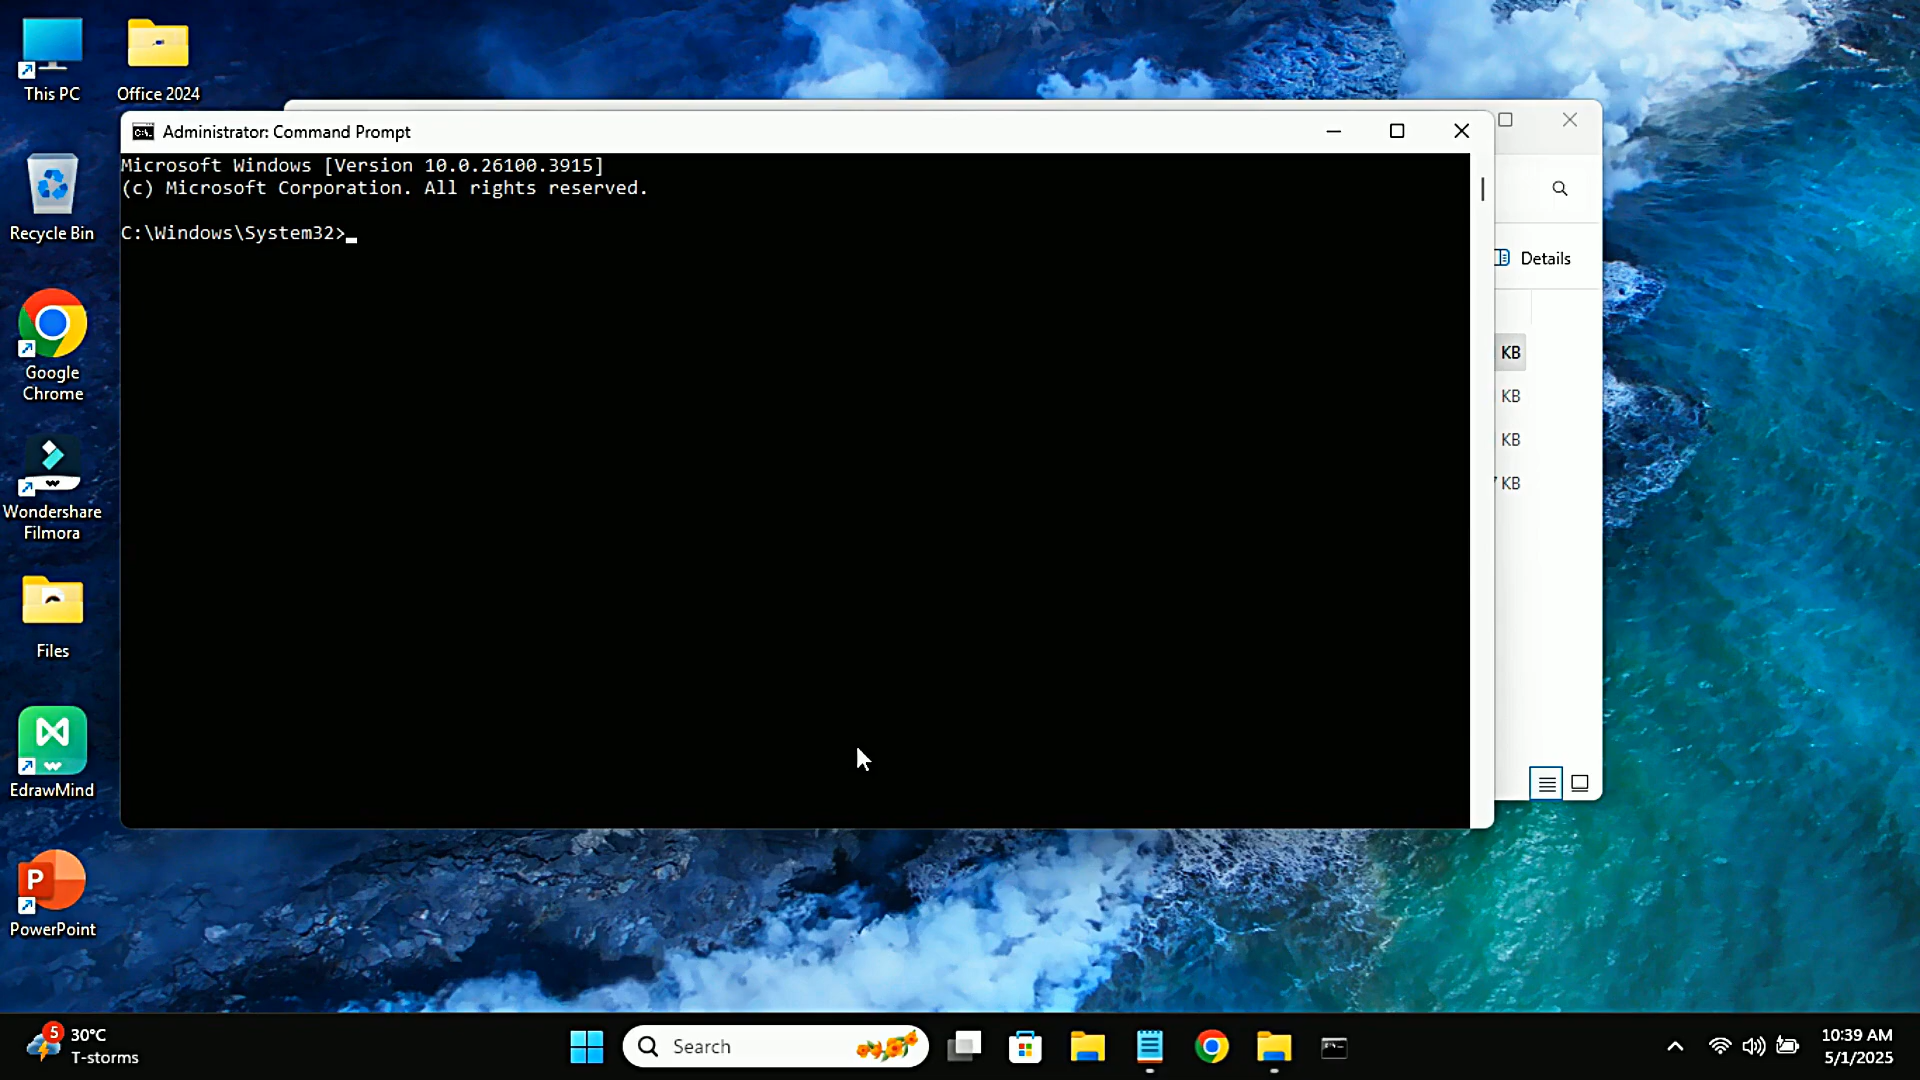 This PC
Office 2024
Administrator: Command Prompt
Microsoft Windows [Version 10.0.26100.3915]
(c) Microsoft Corporation. All rights reserved.
C:\Windows\System32>
Recycle Bin
Details
Google
Chrome
KB
KB
KB
KB
Wondershare
Filmora
Files
EdrawMind
P
PowerPoint
5
30°C
T-storms
Search
10:39 AM
5/1/2025